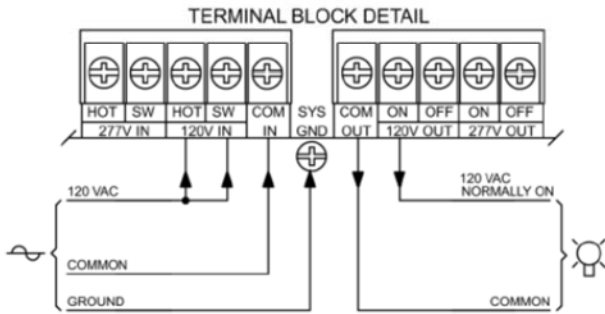 TERMINAL BLOCK DETAIL
HOT SW HOT SW COM SYS COM ON OFF ON OFF
277V IN 120V IN IN GND OUT 120V OUT 277V OUT
120 VAC
120 VAC
NORMALLY ON
COMMON
GROUND
COMMON